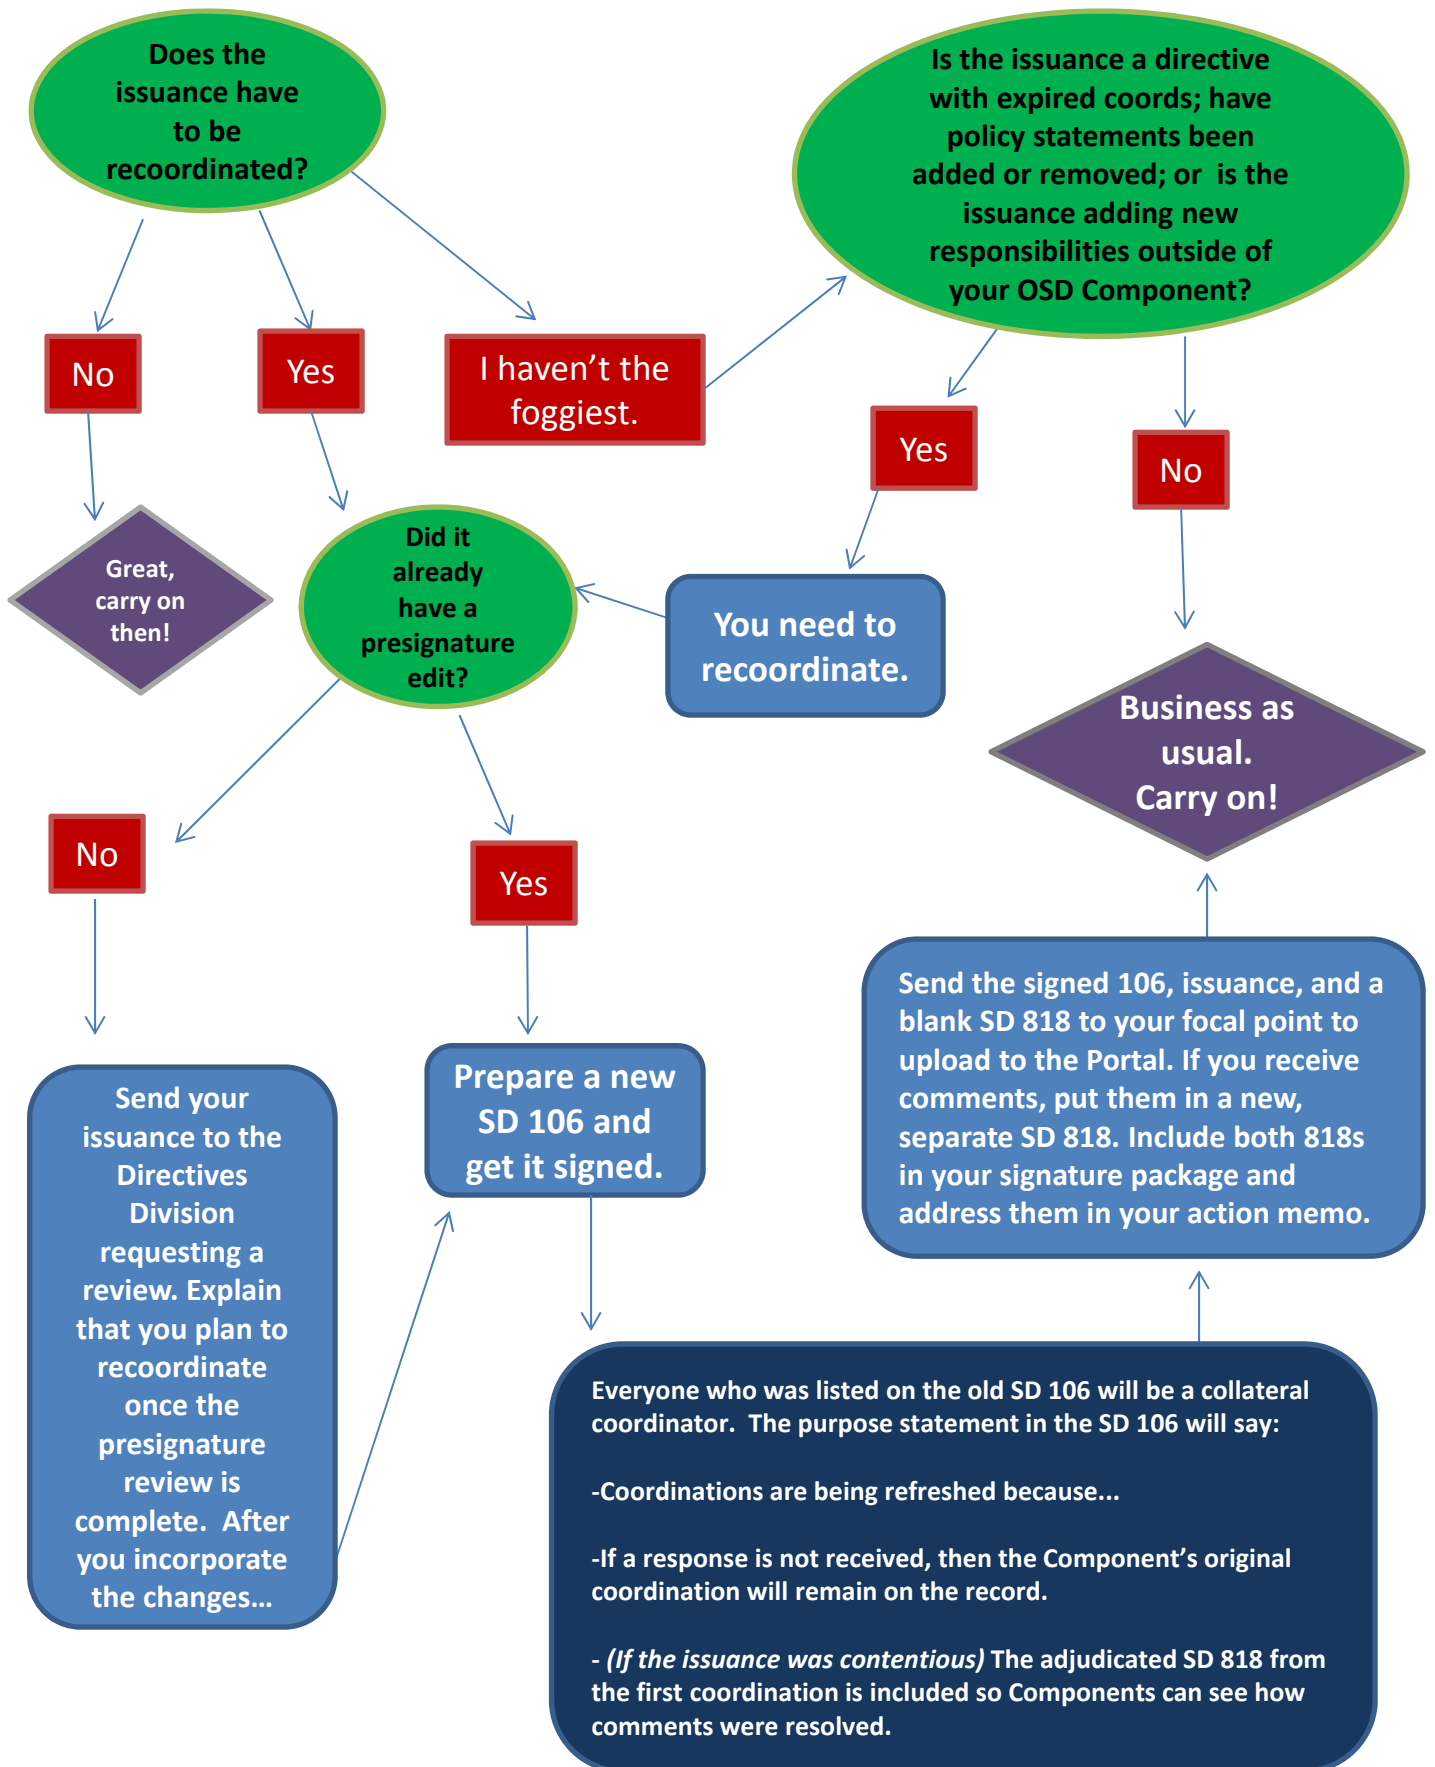 Does the
issuance have
to be
recoordinated?
Is the issuance a directive
with expired coords; have
policy statements been
added or removed; or  is the
issuance adding new
responsibilities outside of
your OSD Component?
No
Yes
I haven’t the
foggiest.
Yes
No
Great,
carry on
then!
Did it
already
have a
presignature
edit?
You need to
recoordinate.
Business as
usual.
Carry on!
No
Yes
Send your
issuance to the
Directives
Division
requesting a
review. Explain
that you plan to
recoordinate
once the
presignature
review is
complete.  After
you incorporate
the changes…
Prepare a new
SD 106 and
get it signed.
Send the signed 106, issuance, and a
blank SD 818 to your focal point to
upload to the Portal. If you receive
comments, put them in a new,
separate SD 818. Include both 818s
in your signature package and
address them in your action memo.
Everyone who was listed on the old SD 106 will be a collateral
coordinator.  The purpose statement in the SD 106 will say:
-Coordinations are being refreshed because...
-If a response is not received, then the Component’s original
coordination will remain on the record.
- (If the issuance was contentious) The adjudicated SD 818 from
the first coordination is included so Components can see how
comments were resolved.